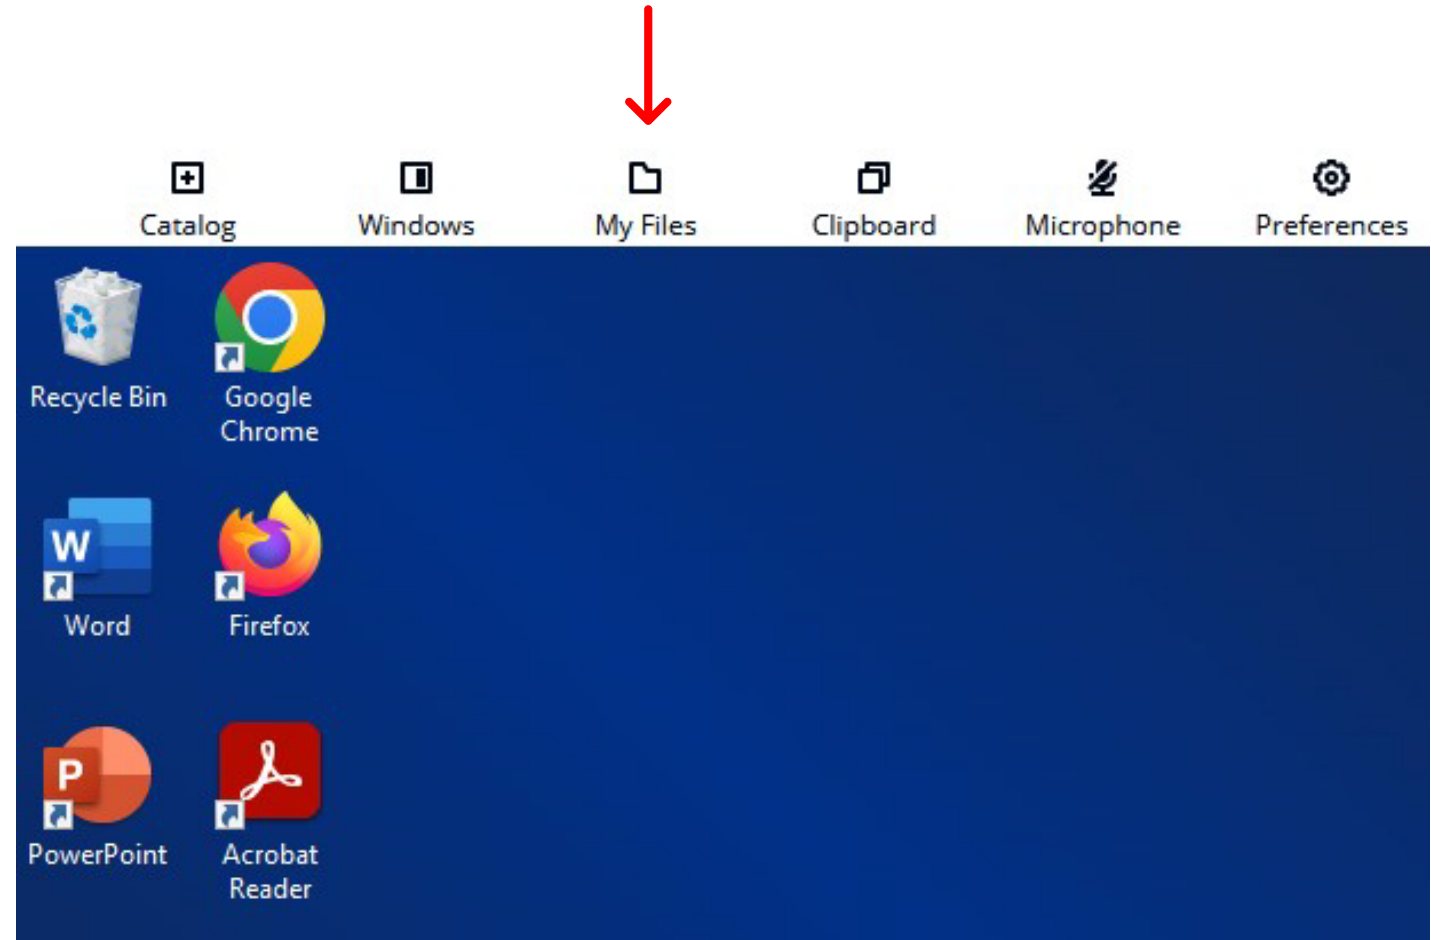 Catalog
Windows
My Files
Clipboard
Microphone
Preferences
Recycle Bin
Google
Chrome
W
Word
Firefox
P
PowerPoint
Acrobat
Reader